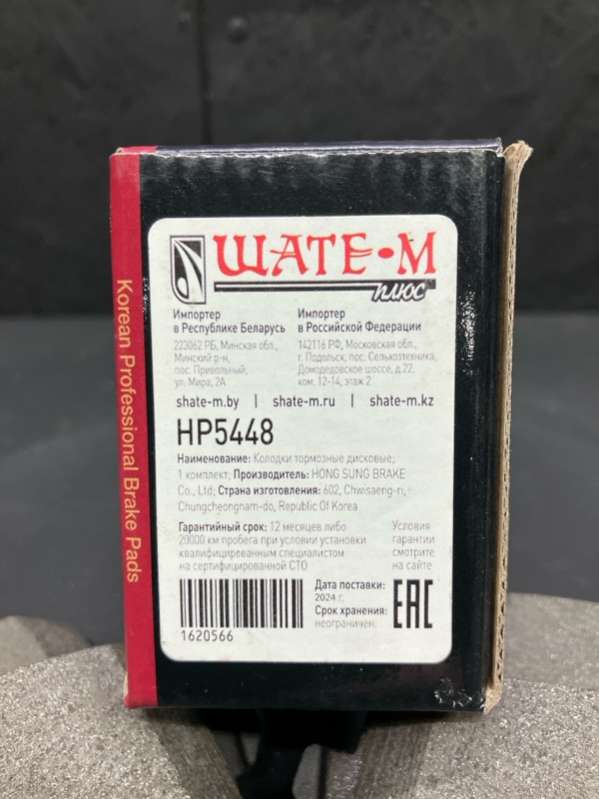 Korean Professional Brake Pads
ШАТЕ•М
ПЛЮС
Импортер
в Республике Беларусь
223062 РБ, Минская обл.,
Минский р-н,
пос. Привольный,
ул. Мира, 2А
Импортер
в Российской Федерации
142116 РФ, Московская обл.,
г. Подольск, пос. Сельхозтехника,
Домодедовское шоссе, д.22,
ком. 12-14, этаж 2
shate-m.by | shate-m.ru | shate-m.kz
HP5448
Наименование: Колодки тормозные дисковые;
1 комплект; Производитель: HONG SUNG BRAKE
Co., Ltd; Страна изготовления: 602, Chwisaeng-ri,
Chungcheongnam-do, Republic Of Korea
Гарантийный срок: 12 месяцев либо
20000 км пробега при условии установки
квалифицированным специалистом
на сертифицированной СТО
Условия
гарантии
смотрите
на сайте
1620566
Дата поставки:
2024 г.
Срок хранения:
неограничен.
EAC